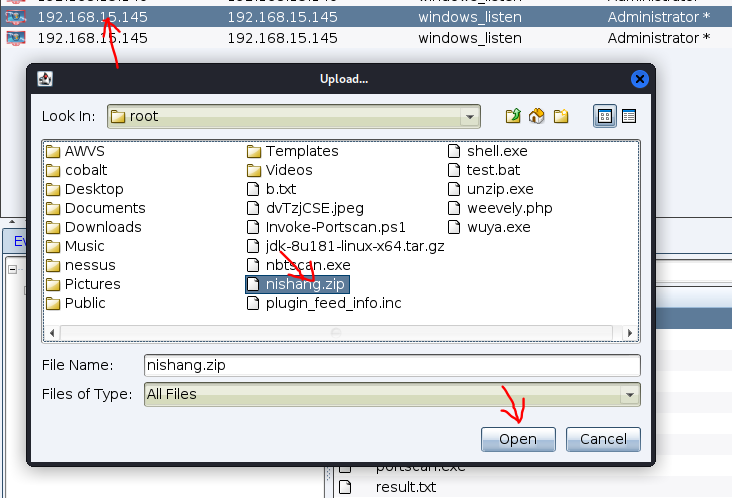 192.168.15.145 192.168.15.145 windows_listen Administrator *
192.168.15.145 192.168.15.145 windows_listen Administrator *
Upload...
Look In: root
AWVS Templates shell.exe
cobalt Videos test.bat
Desktop b.txt unzip.exe
Documents dvTzjCSE.jpeg weevely.php
Downloads Invoke-Portscan.ps1 wuya.exe
Music jdk-8u181-linux-x64.tar.gz
nessus nbtscan.exe
Pictures nishang.zip
Public plugin_feed_info.inc
File Name: nishang.zip
Files of Type: All Files
Open Cancel
portscan.exe
result.txt